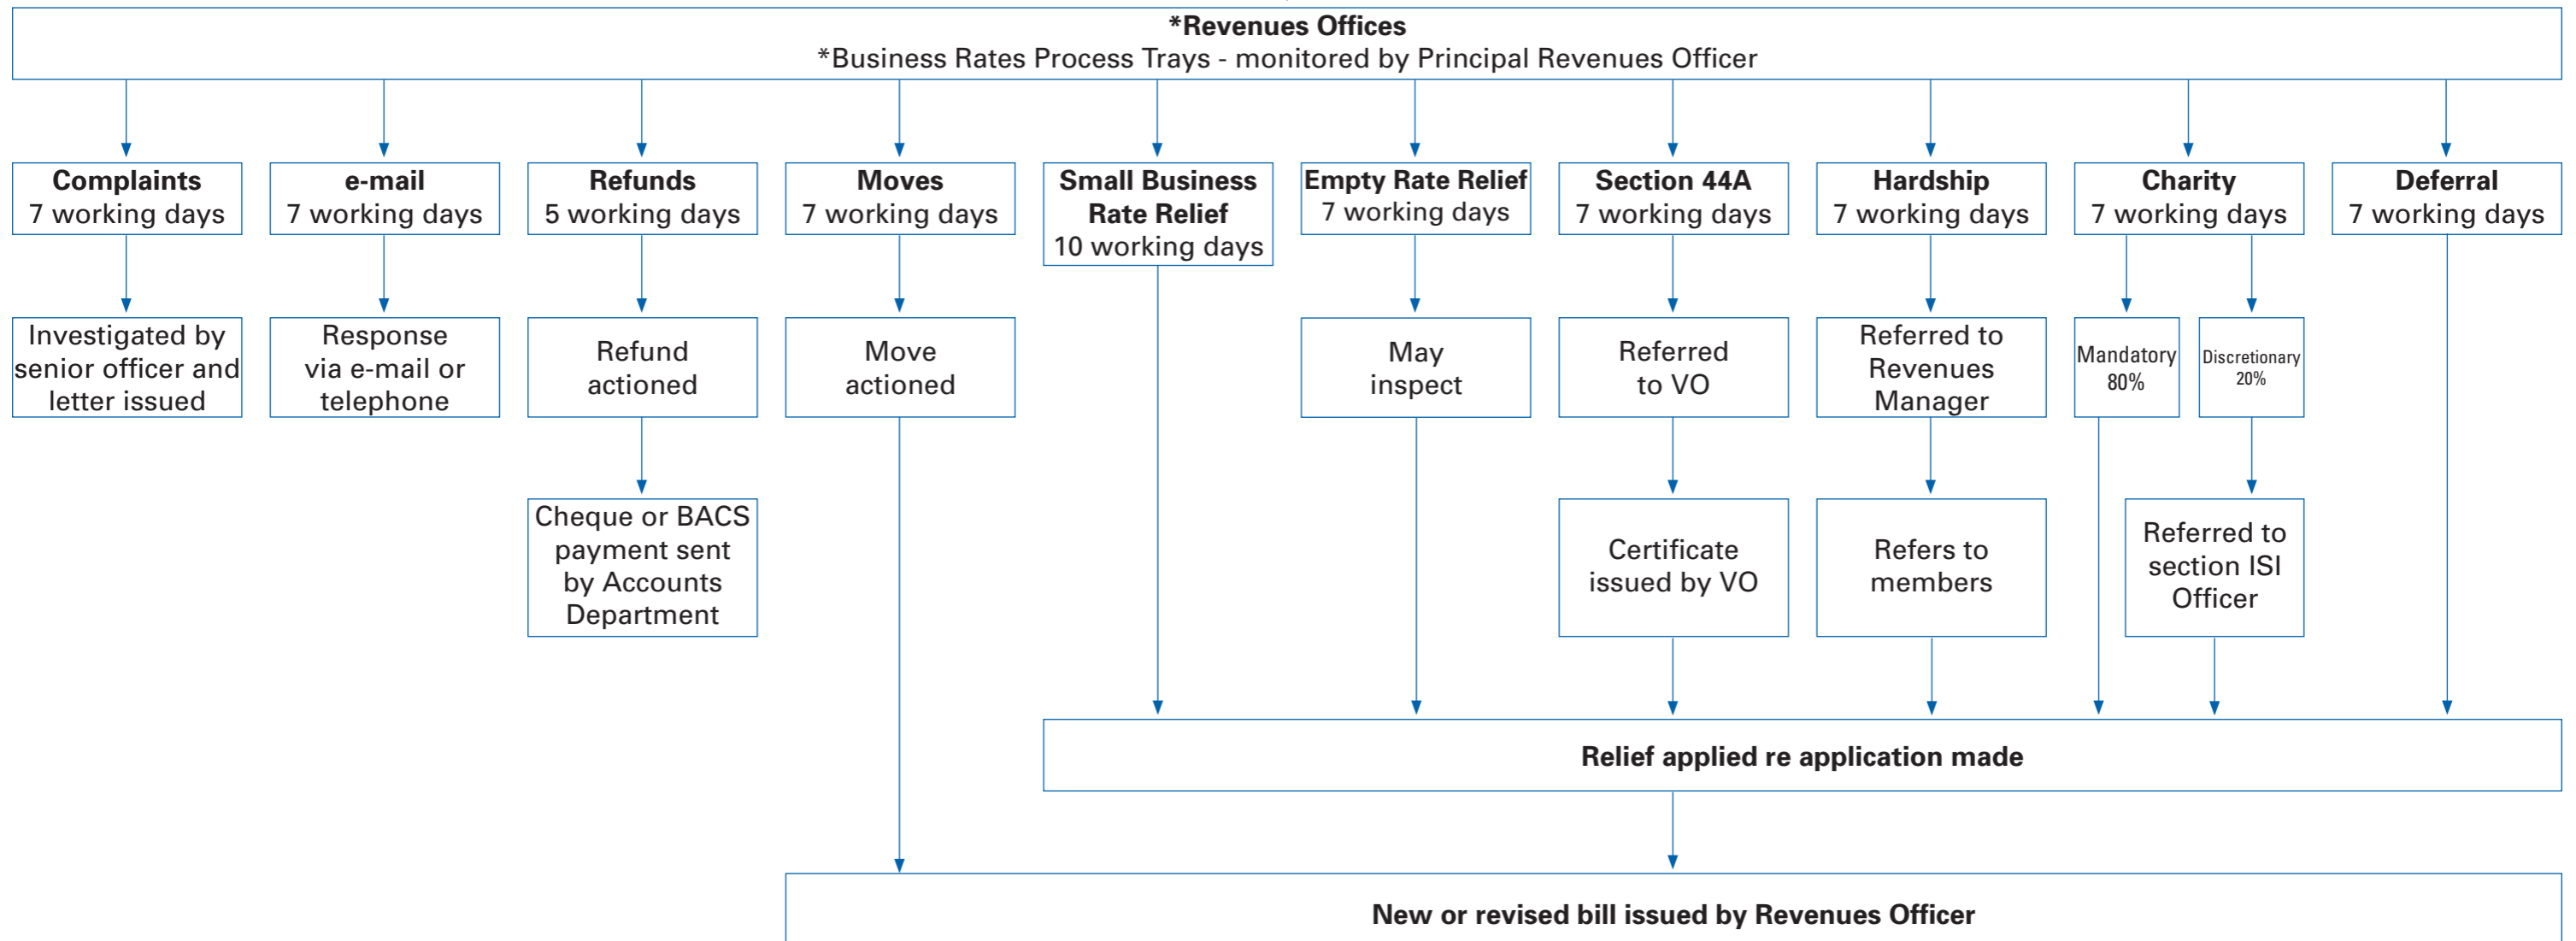 *Revenues Offices
*Business Rates Process Trays - monitored by Principal Revenues Officer
Complaints
7 working days
e-mail
7 working days
Refunds
5 working days
Moves
7 working days
Small Business
Rate Relief
10 working days
Empty Rate Relief
7 working days
Section 44A
7 working days
Hardship
7 working days
Charity
7 working days
Deferral
7 working days
Investigated by
senior officer and
letter issued
Response
via e-mail or
telephone
Refund
actioned
Move
actioned
May
inspect
Referred
to VO
Referred to
Revenues
Manager
Mandatory
80%
Discretionary
20%
Cheque or BACS
payment sent
by Accounts
Department
Certificate
issued by VO
Refers to
members
Referred to
section ISI
Officer
Relief applied re application made
New or revised bill issued by Revenues Officer